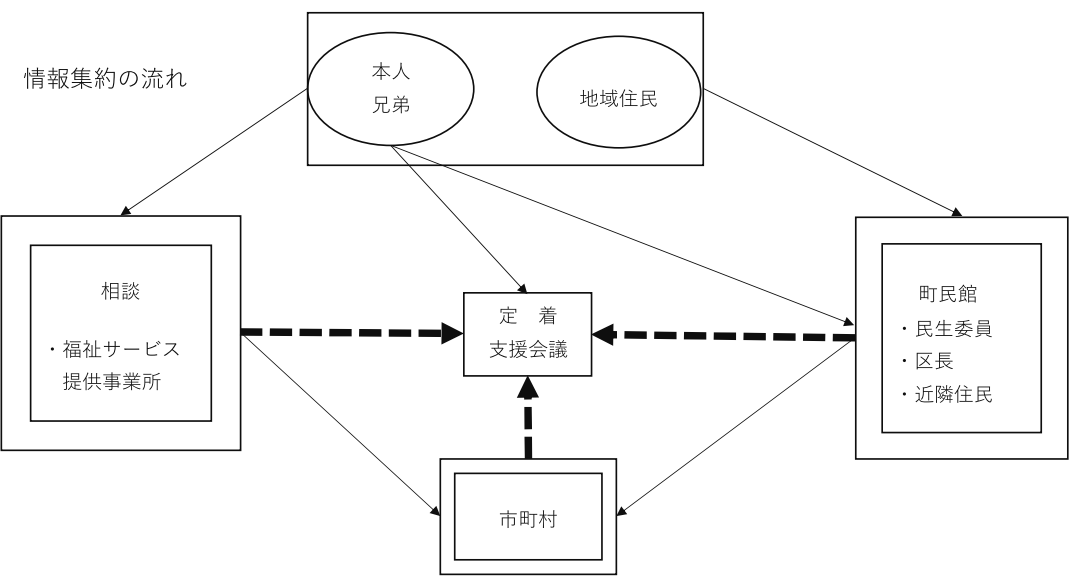 情報集約の流れ
本人
兄弟
地域住民
相談
・福祉サービス
提供事業所
定　着
支援会議
町民館
・民生委員
・区長
・近隣住民
市町村